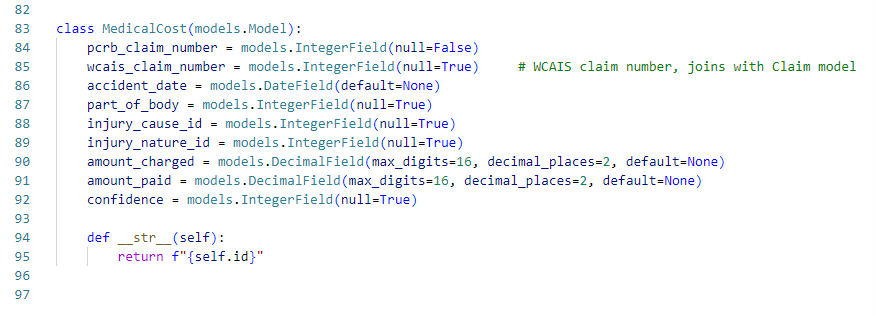 82
83 class MedicalCost(models.Model):
84     pcrb_claim_number = models.IntegerField(null=False)
85     wcais_claim_number = models.IntegerField(null=True)     # WCAIS claim number, joins with Claim model
86     accident_date = models.DateField(default=None)
87     part_of_body = models.IntegerField(null=True)
88     injury_cause_id = models.IntegerField(null=True)
89     injury_nature_id = models.IntegerField(null=True)
90     amount_charged = models.DecimalField(max_digits=16, decimal_places=2, default=None)
91     amount_paid = models.DecimalField(max_digits=16, decimal_places=2, default=None)
92     confidence = models.IntegerField(null=True)
93
94     def __str__(self):
95         return f"{self.id}"
96
97